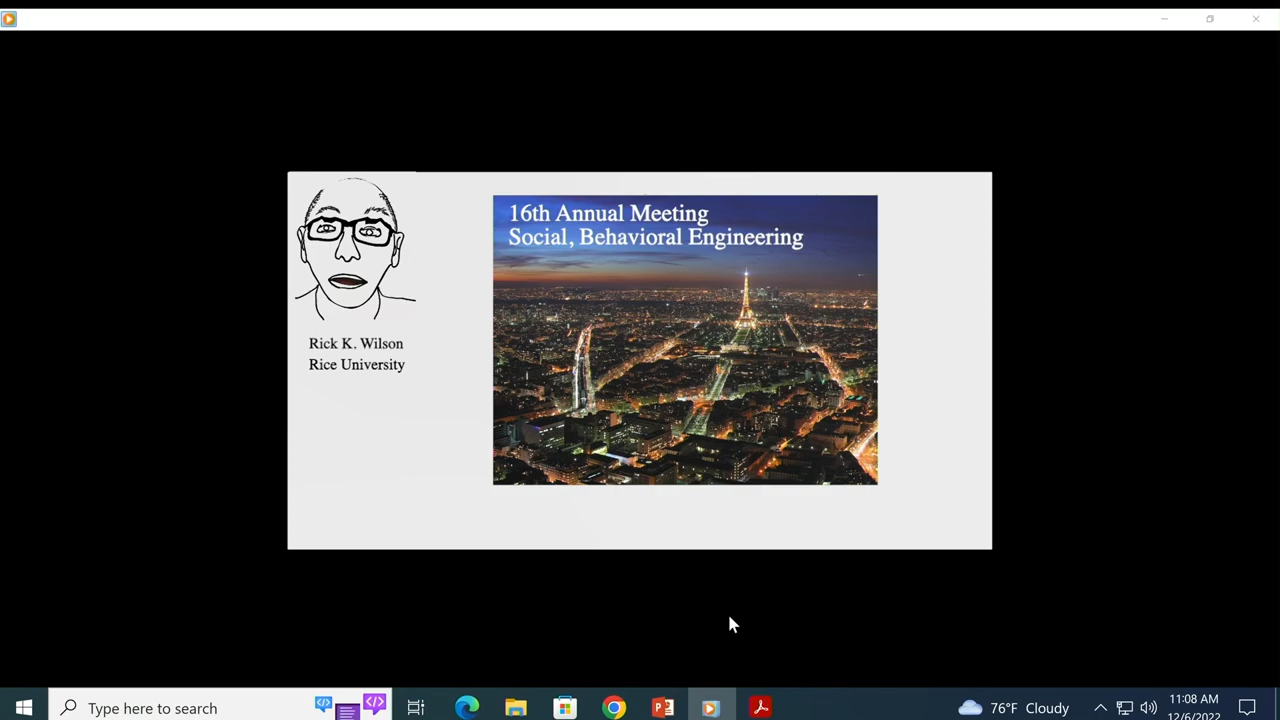 16th Annual Meeting
Social, Behavioral Engineering
Rick K. Wilson
Rice University
Type here to search
76°F Cloudy
11:08 AM
12/6/2022